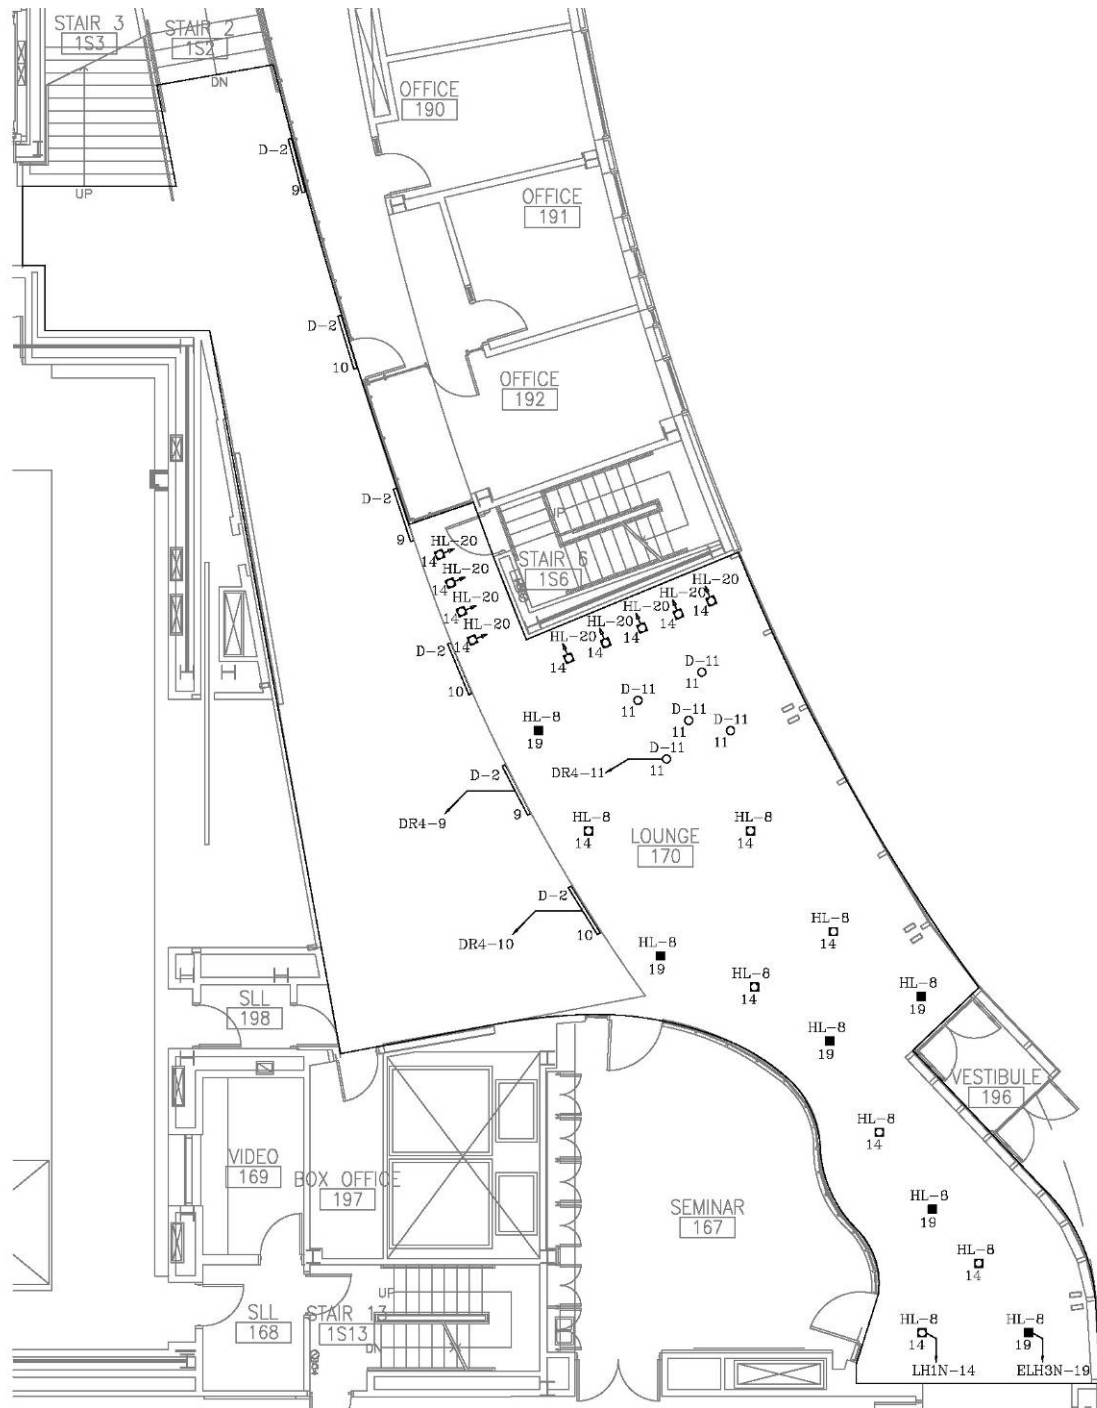 STAIR 3
1S3
STAIR 2
1S2
DN
UP
OFFICE
190
D-2
9
OFFICE
191
D-2
10
OFFICE
192
D-2
9
UP
HL-20
14
HL-20
14
HL-20
14
HL-20
14
STAIR 6
1S6
HL-20
14
HL-20
14
HL-20
14
HL-20
14
HL-20
14
D-2
10
D-11
11
D-11
11
D-11
11
D-11
11
D-11
11
DR4-11
HL-8
19
D-2
9
DR4-9
HL-8
14
HL-8
14
LOUNGE
170
D-2
10
DR4-10
HL-8
14
HL-8
19
HL-8
14
HL-8
19
HL-8
19
SLL
198
VESTIBULE
196
HL-8
14
VIDEO
169
BOX OFFICE
197
SEMINAR
167
HL-8
19
HL-8
14
UP
SLL
168
STAIR 13
1S13
DN
HL-8
14
LH1N-14
HL-8
19
ELH3N-19